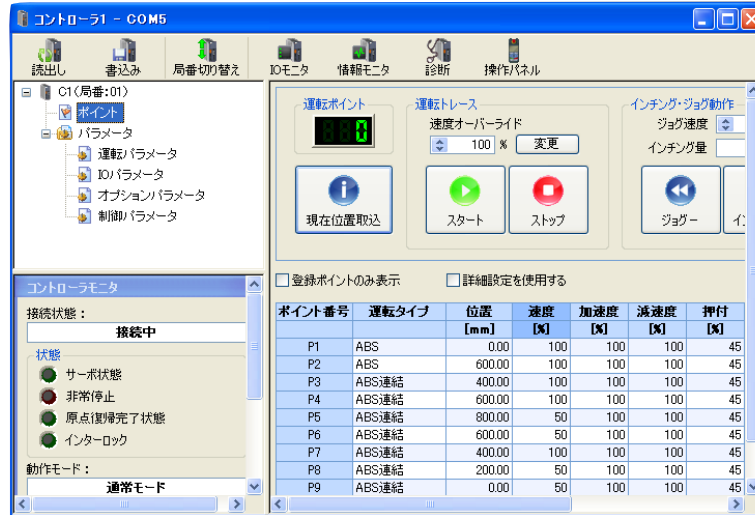 コントローラ1 - COM5
読出し 書込み 局番切り替え IOモニタ 情報モニタ 診断 操作パネル
C1(局番:01)
ポイント
パラメータ
運転パラメータ
IOパラメータ
オプションパラメータ
制御パラメータ
コントローラモニタ
接続状態：
接続中
状態
サーボ状態
非常停止
原点復帰完了状態
インターロック
動作モード：
通常モード
運転ポイント
0
現在位置取込
運転トレース
速度オーバーライド
100 % 変更
スタート ストップ
インチング・ジョグ動作
ジョグ速度
インチング量
ジョグー
登録ポイントのみ表示 詳細設定を使用する
ポイント番号 運転タイプ 位置 速度 加速度 減速度 押付
[mm] [%] [%] [%] [%]
P1 ABS 0.00 100 100 100 45
P2 ABS 600.00 100 100 100 45
P3 ABS連結 400.00 100 100 100 45
P4 ABS連結 600.00 100 100 100 45
P5 ABS連結 800.00 50 100 100 45
P6 ABS連結 600.00 50 100 100 45
P7 ABS連結 400.00 100 100 100 45
P8 ABS連結 200.00 50 100 100 45
P9 ABS連結 0.00 50 100 100 45